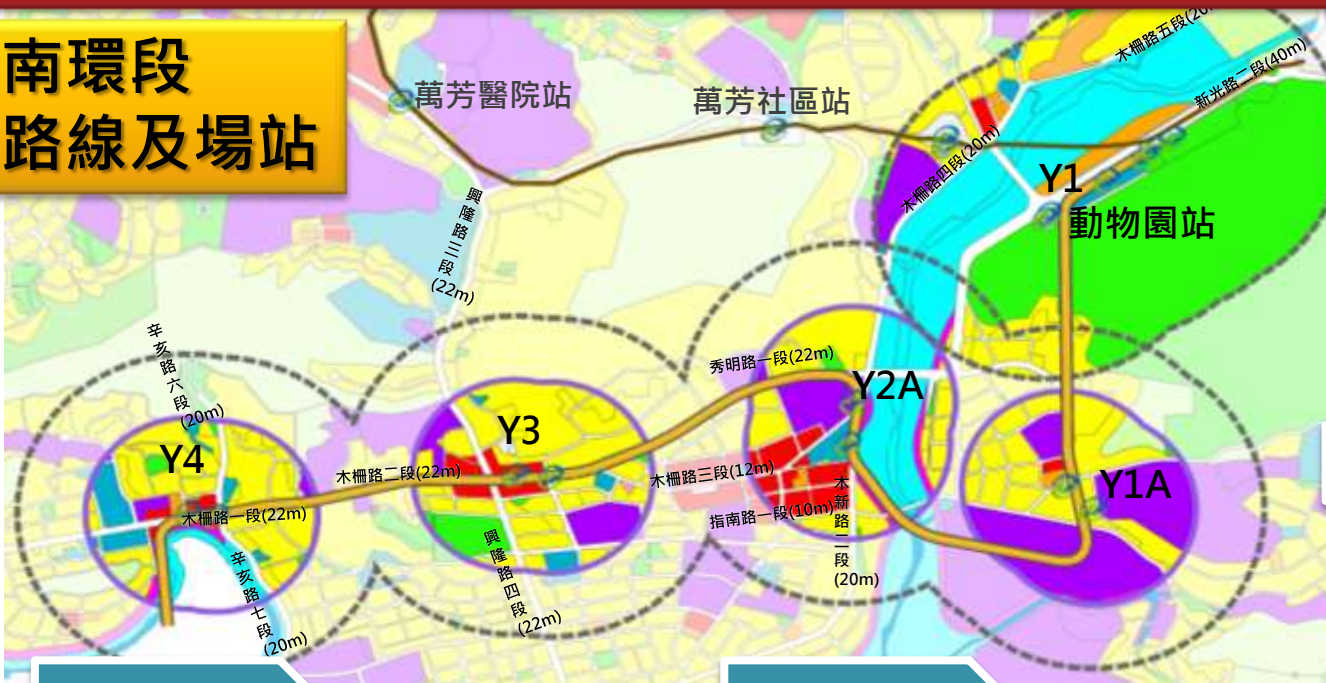 南環段
路線及場站
萬芳醫院站
萬芳社區站
木柵路五段(20
新光路二段(40m)
木柵路四段(20m)
Y1
動物園站
興隆路三段
(22m)
辛亥路六段
(20m)
秀明路一段(22m)
Y2A
Y3
Y4
木柵路二段(22m)
木柵路三段(12m)
Y1A
木柵路一段(22m)
指南路一段(10m)
木新路二段
(20m)
興隆路四段
(22m)
辛亥路七段
(20m)